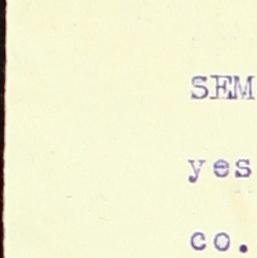 SEM
yes
co.